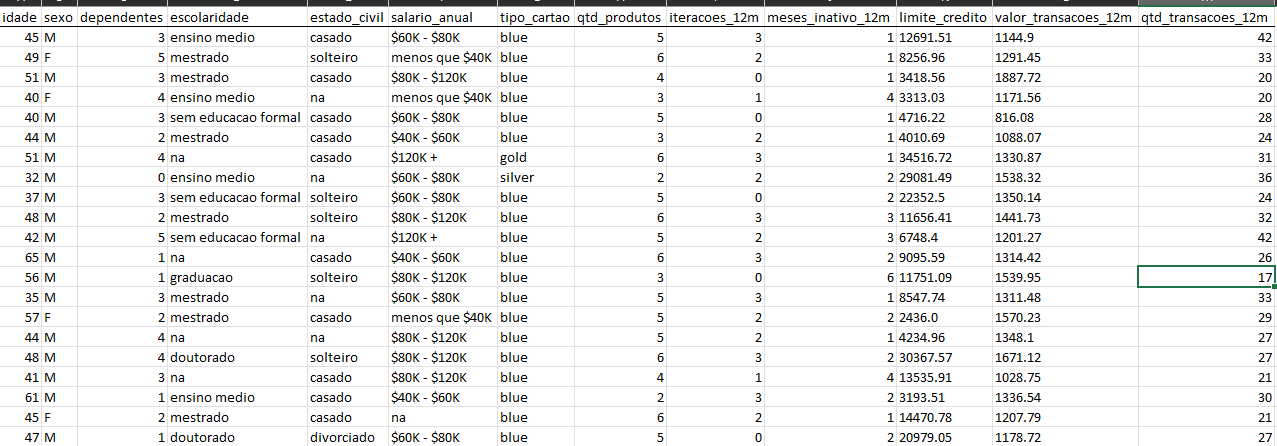 idade sexo dependentes escolaridade estado_civil salario_anual tipo_cartao qtd_produtos iteracoes_12m meses_inativo_12m limite_credito valor_transacoes_12m qtd_transacoes_12m
45 M 3 ensino medio casado $60K - $80K blue 5 3 1 12691.51 1144.9 42
49 F 5 mestrado solteiro menos que $40K blue 6 2 1 8256.96 1291.45 33
51 M 3 mestrado casado $80K - $120K blue 4 0 1 3418.56 1887.72 20
40 F 4 ensino medio na menos que $40K blue 3 1 4 3313.03 1171.56 20
40 M 3 sem educacao formal casado $60K - $80K blue 5 0 1 4716.22 816.08 28
44 M 2 mestrado casado $40K - $60K blue 3 2 1 4010.69 1088.07 24
51 M 4 na casado $120K + gold 6 3 1 34516.72 1330.87 31
32 M 0 ensino medio na $60K - $80K silver 2 2 2 29081.49 1538.32 36
37 M 3 sem educacao formal solteiro $60K - $80K blue 5 0 2 22352.5 1350.14 24
48 M 2 mestrado solteiro $80K - $120K blue 6 3 3 11656.41 1441.73 32
42 M 5 sem educacao formal na $120K + blue 5 2 3 6748.4 1201.27 42
65 M 1 na casado $40K - $60K blue 6 3 2 9095.59 1314.42 26
56 M 1 graduacao solteiro $80K - $120K blue 3 0 6 11751.09 1539.95 17
35 M 3 mestrado na $60K - $80K blue 5 3 1 8547.74 1311.48 33
57 F 2 mestrado casado menos que $40K blue 5 2 2 2436.0 1570.23 29
44 M 4 na na $80K - $120K blue 5 2 1 4234.96 1348.1 27
48 M 4 doutorado solteiro $80K - $120K blue 6 3 2 30367.57 1671.12 27
41 M 3 na casado $80K - $120K blue 4 1 4 13535.91 1028.75 21
61 M 1 ensino medio casado $40K - $60K blue 2 3 2 3193.51 1336.54 30
45 F 2 mestrado casado na blue 6 2 1 14470.78 1207.79 21
47 M 1 doutorado divorciado $60K - $80K blue 5 0 2 20979.05 1178.72 27